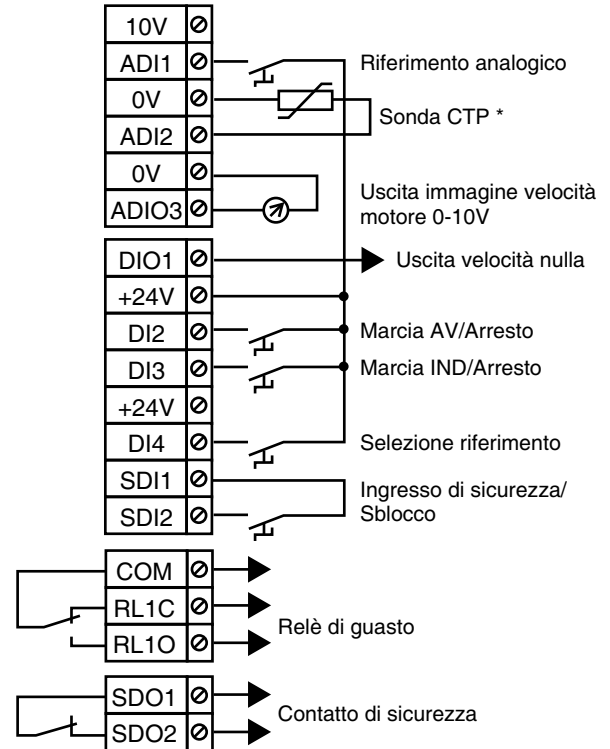 10V
ADI1 Riferimento analogico
0V
Sonda CTP *
ADI2
0V
Uscita immagine velocità
ADIO3 motore 0-10V
DIO1 Uscita velocità nulla
+24V
DI2 Marcia AV/Arresto
DI3 Marcia IND/Arresto
+24V
DI4 Selezione riferimento
SDI1
Ingresso di sicurezza/
SDI2 Sblocco
COM
RL1C
Relè di guasto
RL1O
SDO1
Contatto di sicurezza
SDO2